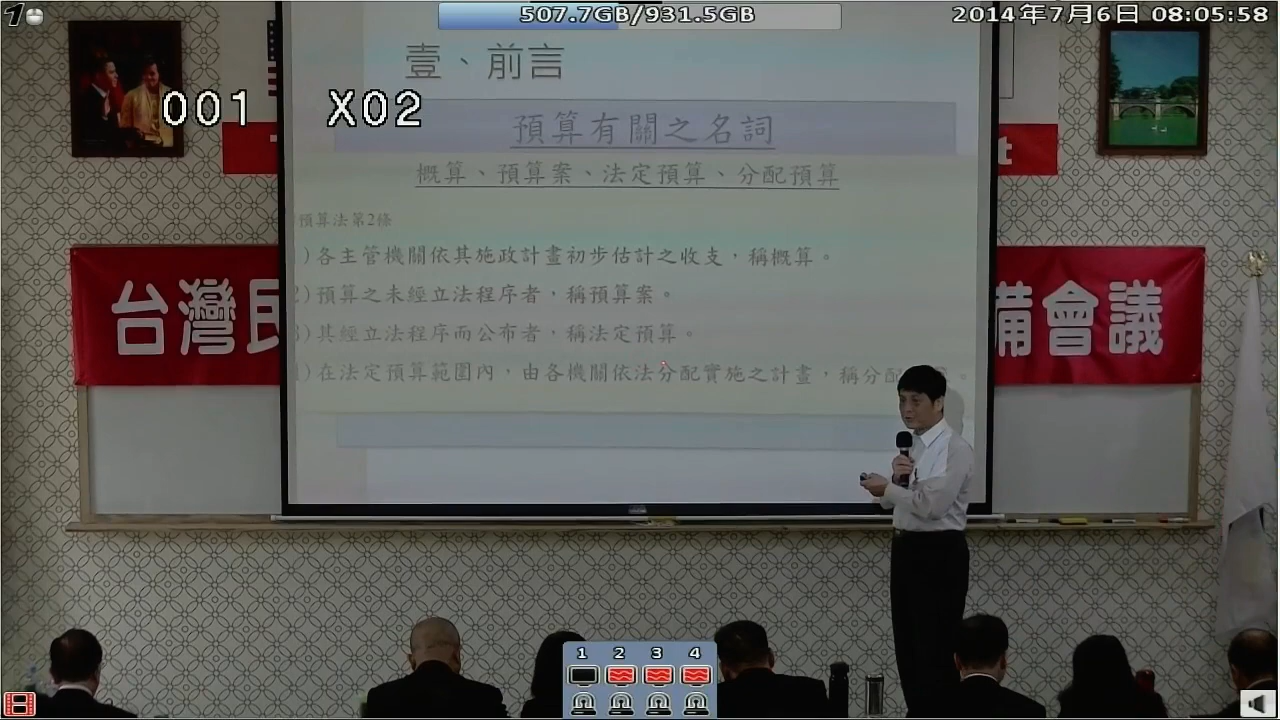 1
507.7GB/931.5GB
2014年7月6日 08:05:58
001 X02
壹、前言
預算有關之名詞
概算、預算案、法定預算、分配預算
預算法第2條
)各主管機關依其施政計畫初步估計之收支，稱概算。
2)預算之未經立法程序者，稱預算案。
3)其經立法程序而公布者，稱法定預算。
)在法定預算範圍內，由各機關依法分配實施之計畫，稱分配
t
台灣民
備會議
1 2 3 4